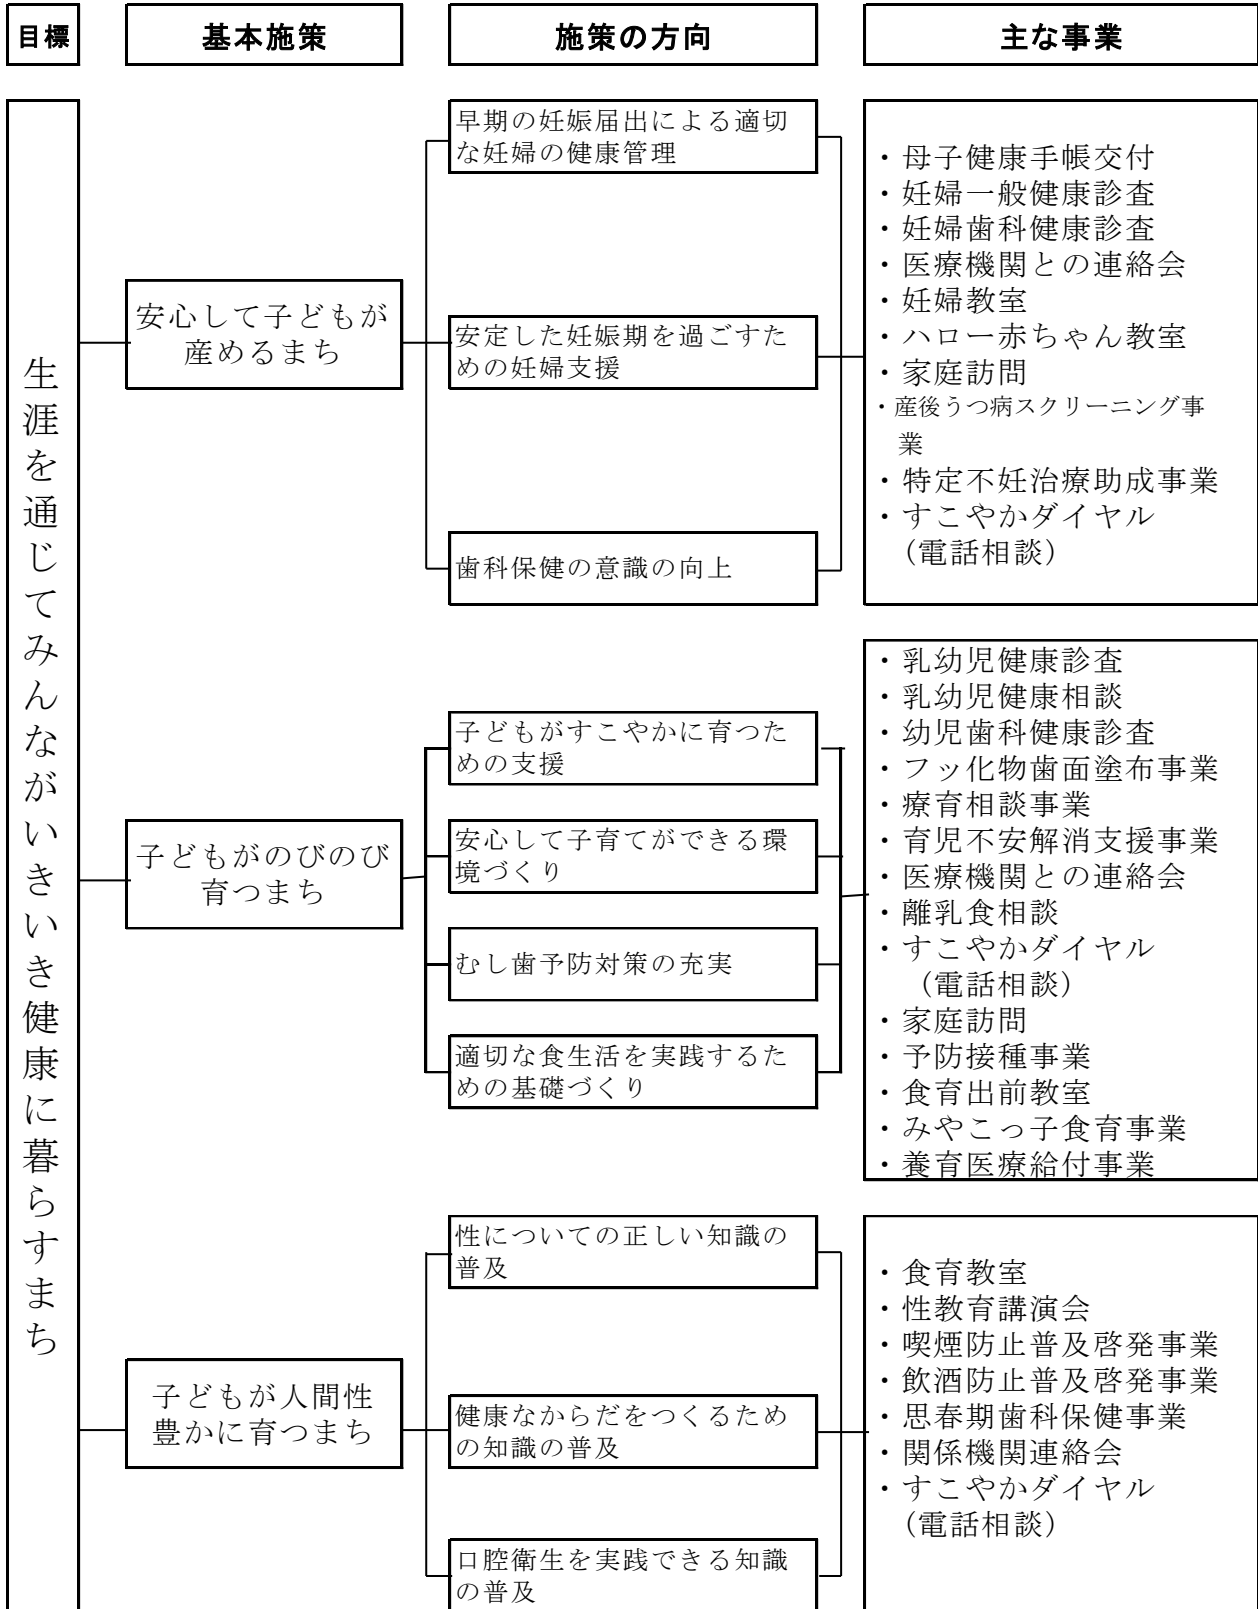 目標
基本施策
施策の方向
主な事業
生涯を通じてみんながいきいき健康に暮らすまち
安心して子どもが
産めるまち
早期の妊娠届出による適切
な妊婦の健康管理
安定した妊娠期を過ごすた
めの妊婦支援
歯科保健の意識の向上
・母子健康手帳交付
・妊婦一般健康診査
・妊婦歯科健康診査
・医療機関との連絡会
・妊婦教室
・ハロー赤ちゃん教室
・家庭訪問
・産後うつ病スクリーニング事
業
・特定不妊治療助成事業
・すこやかダイヤル
（電話相談）
子どもがのびのび
育つまち
子どもがすこやかに育つた
めの支援
安心して子育てができる環
境づくり
むし歯予防対策の充実
適切な食生活を実践するた
めの基礎づくり
・乳幼児健康診査
・乳幼児健康相談
・幼児歯科健康診査
・フッ化物歯面塗布事業
・療育相談事業
・育児不安解消支援事業
・医療機関との連絡会
・離乳食相談
・すこやかダイヤル
（電話相談）
・家庭訪問
・予防接種事業
・食育出前教室
・みやこっ子食育事業
・養育医療給付事業
子どもが人間性
豊かに育つまち
性についての正しい知識の
普及
健康なからだをつくるため
の知識の普及
口腔衛生を実践できる知識
の普及
・食育教室
・性教育講演会
・喫煙防止普及啓発事業
・飲酒防止普及啓発事業
・思春期歯科保健事業
・関係機関連絡会
・すこやかダイヤル
（電話相談）